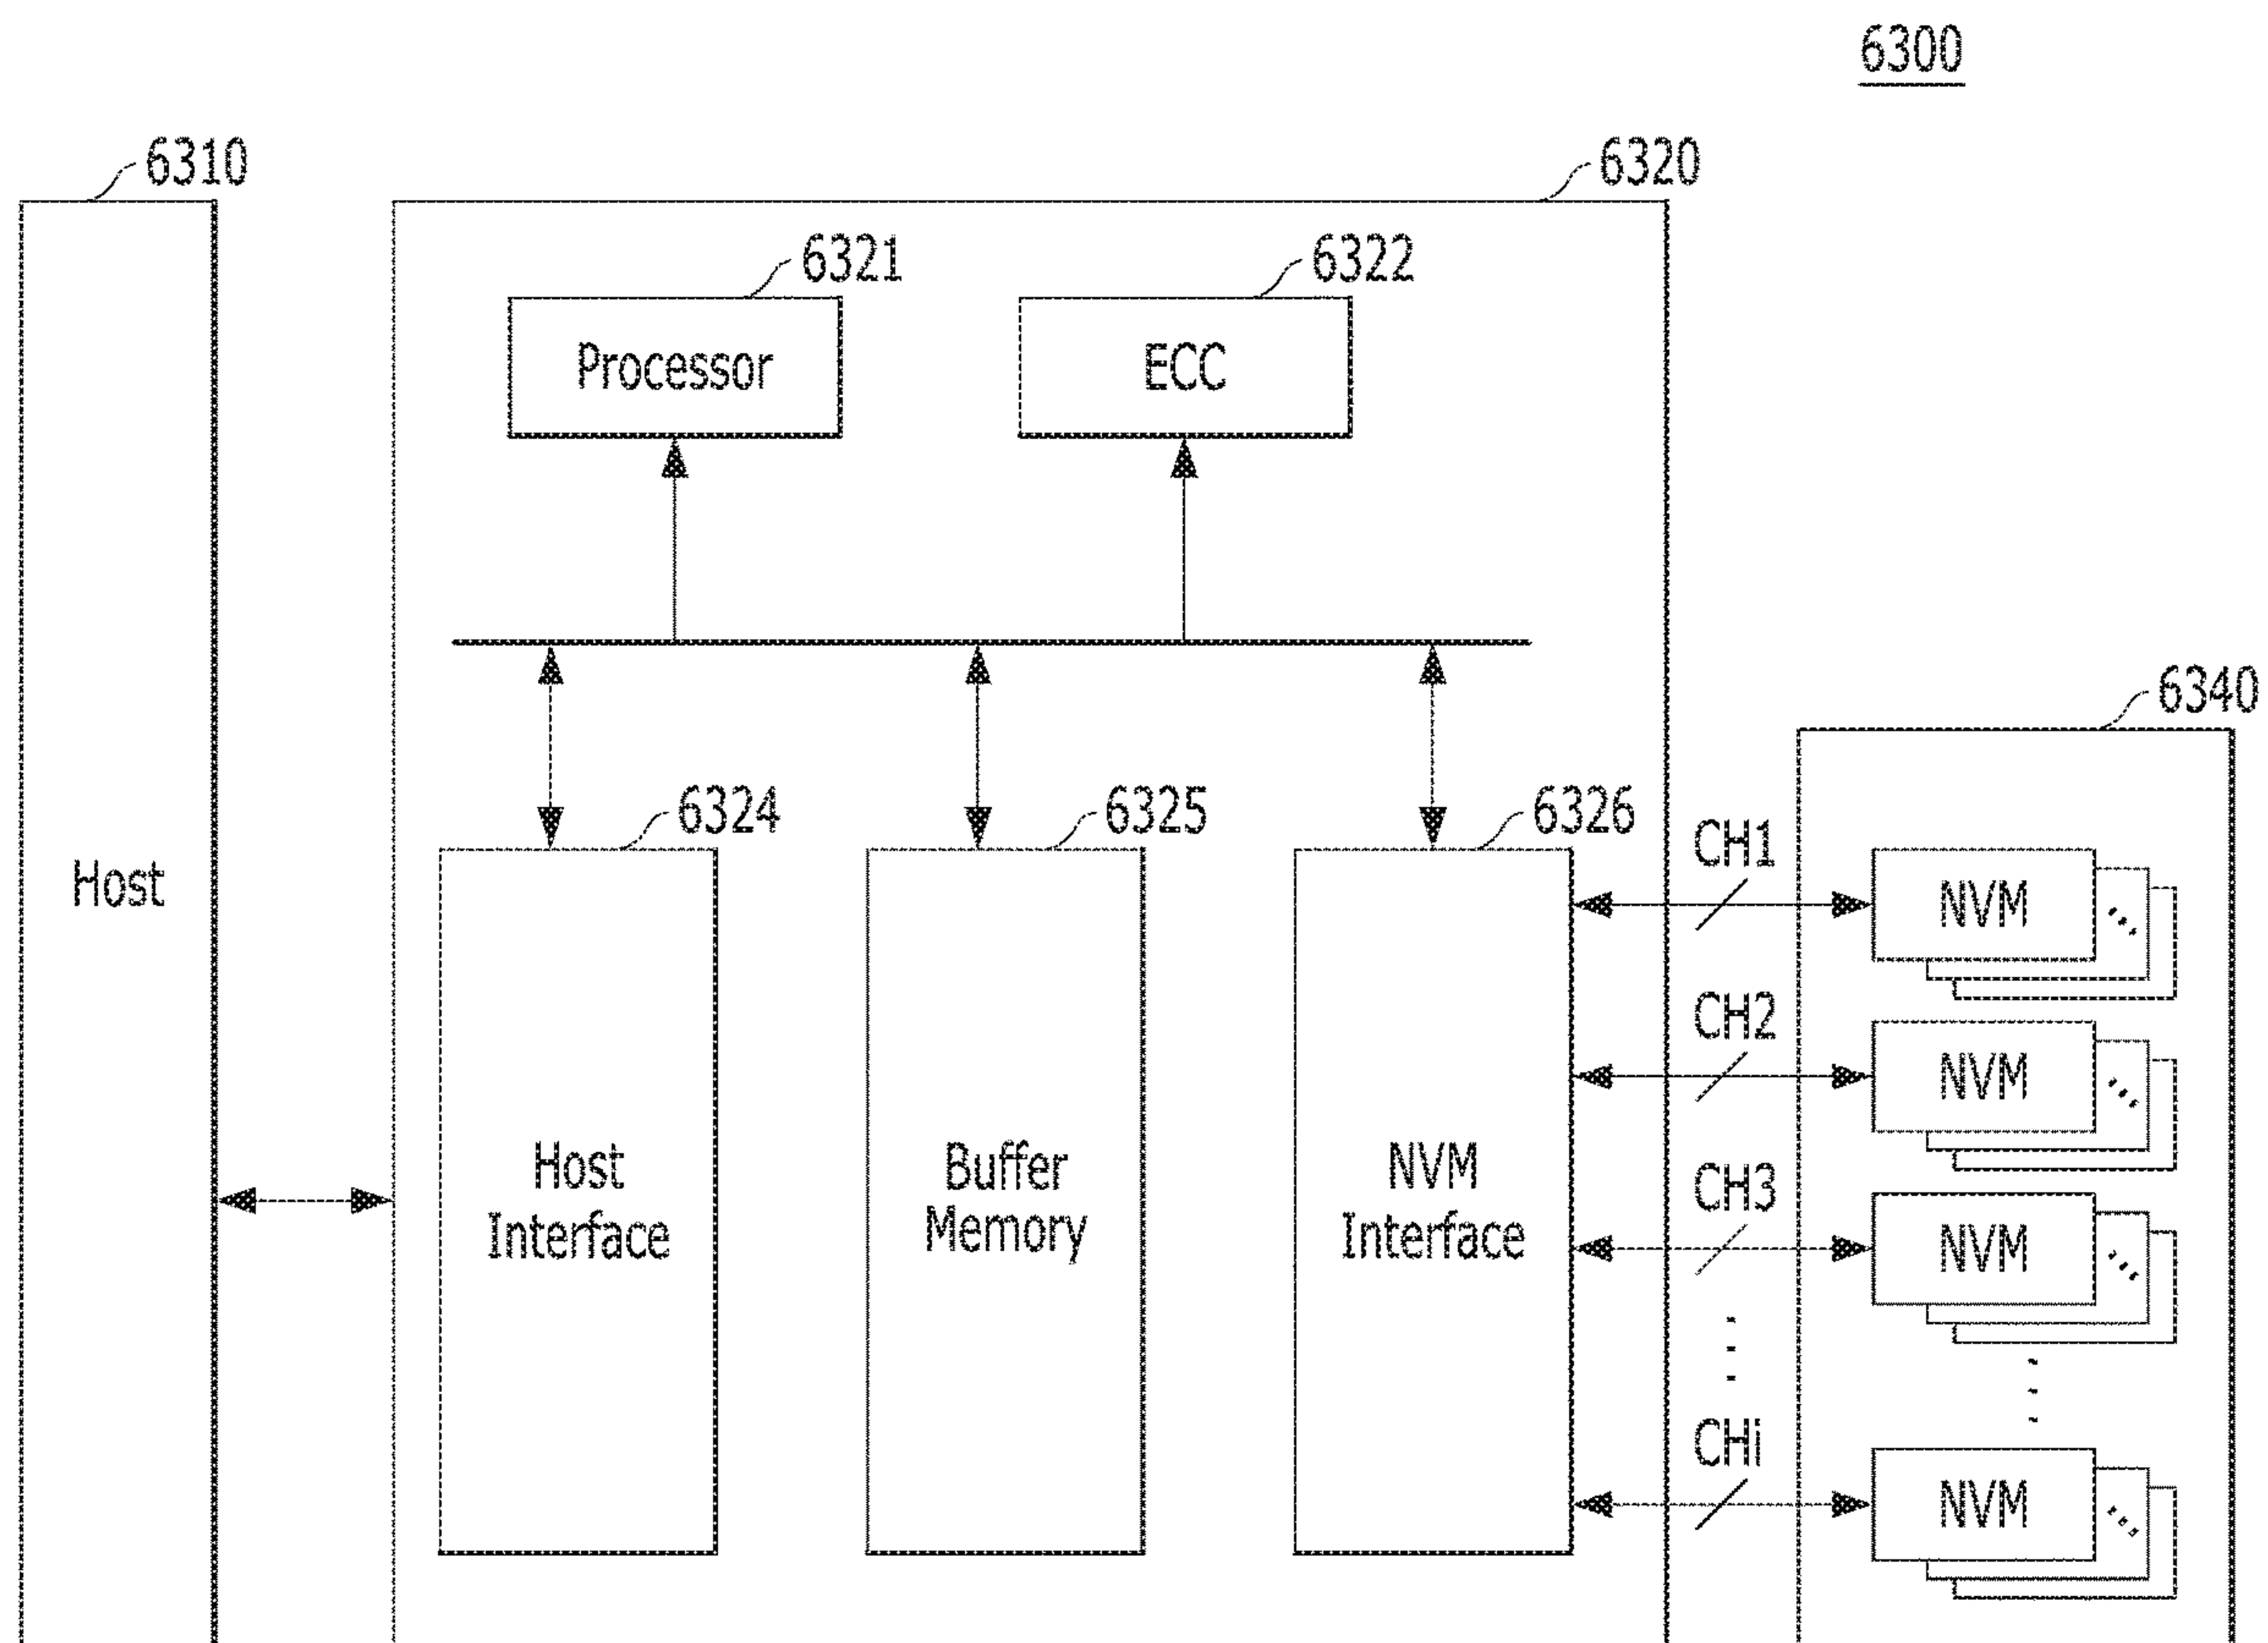 6300
6310
6320
6321
6322
Processor
ECC
6340
6324
6325
6326
CH1
Host
NVM
CH2
NVM
Host
Interface
Buffer
Memory
NVM
Interface
CH3
NVM
CHi
NVM